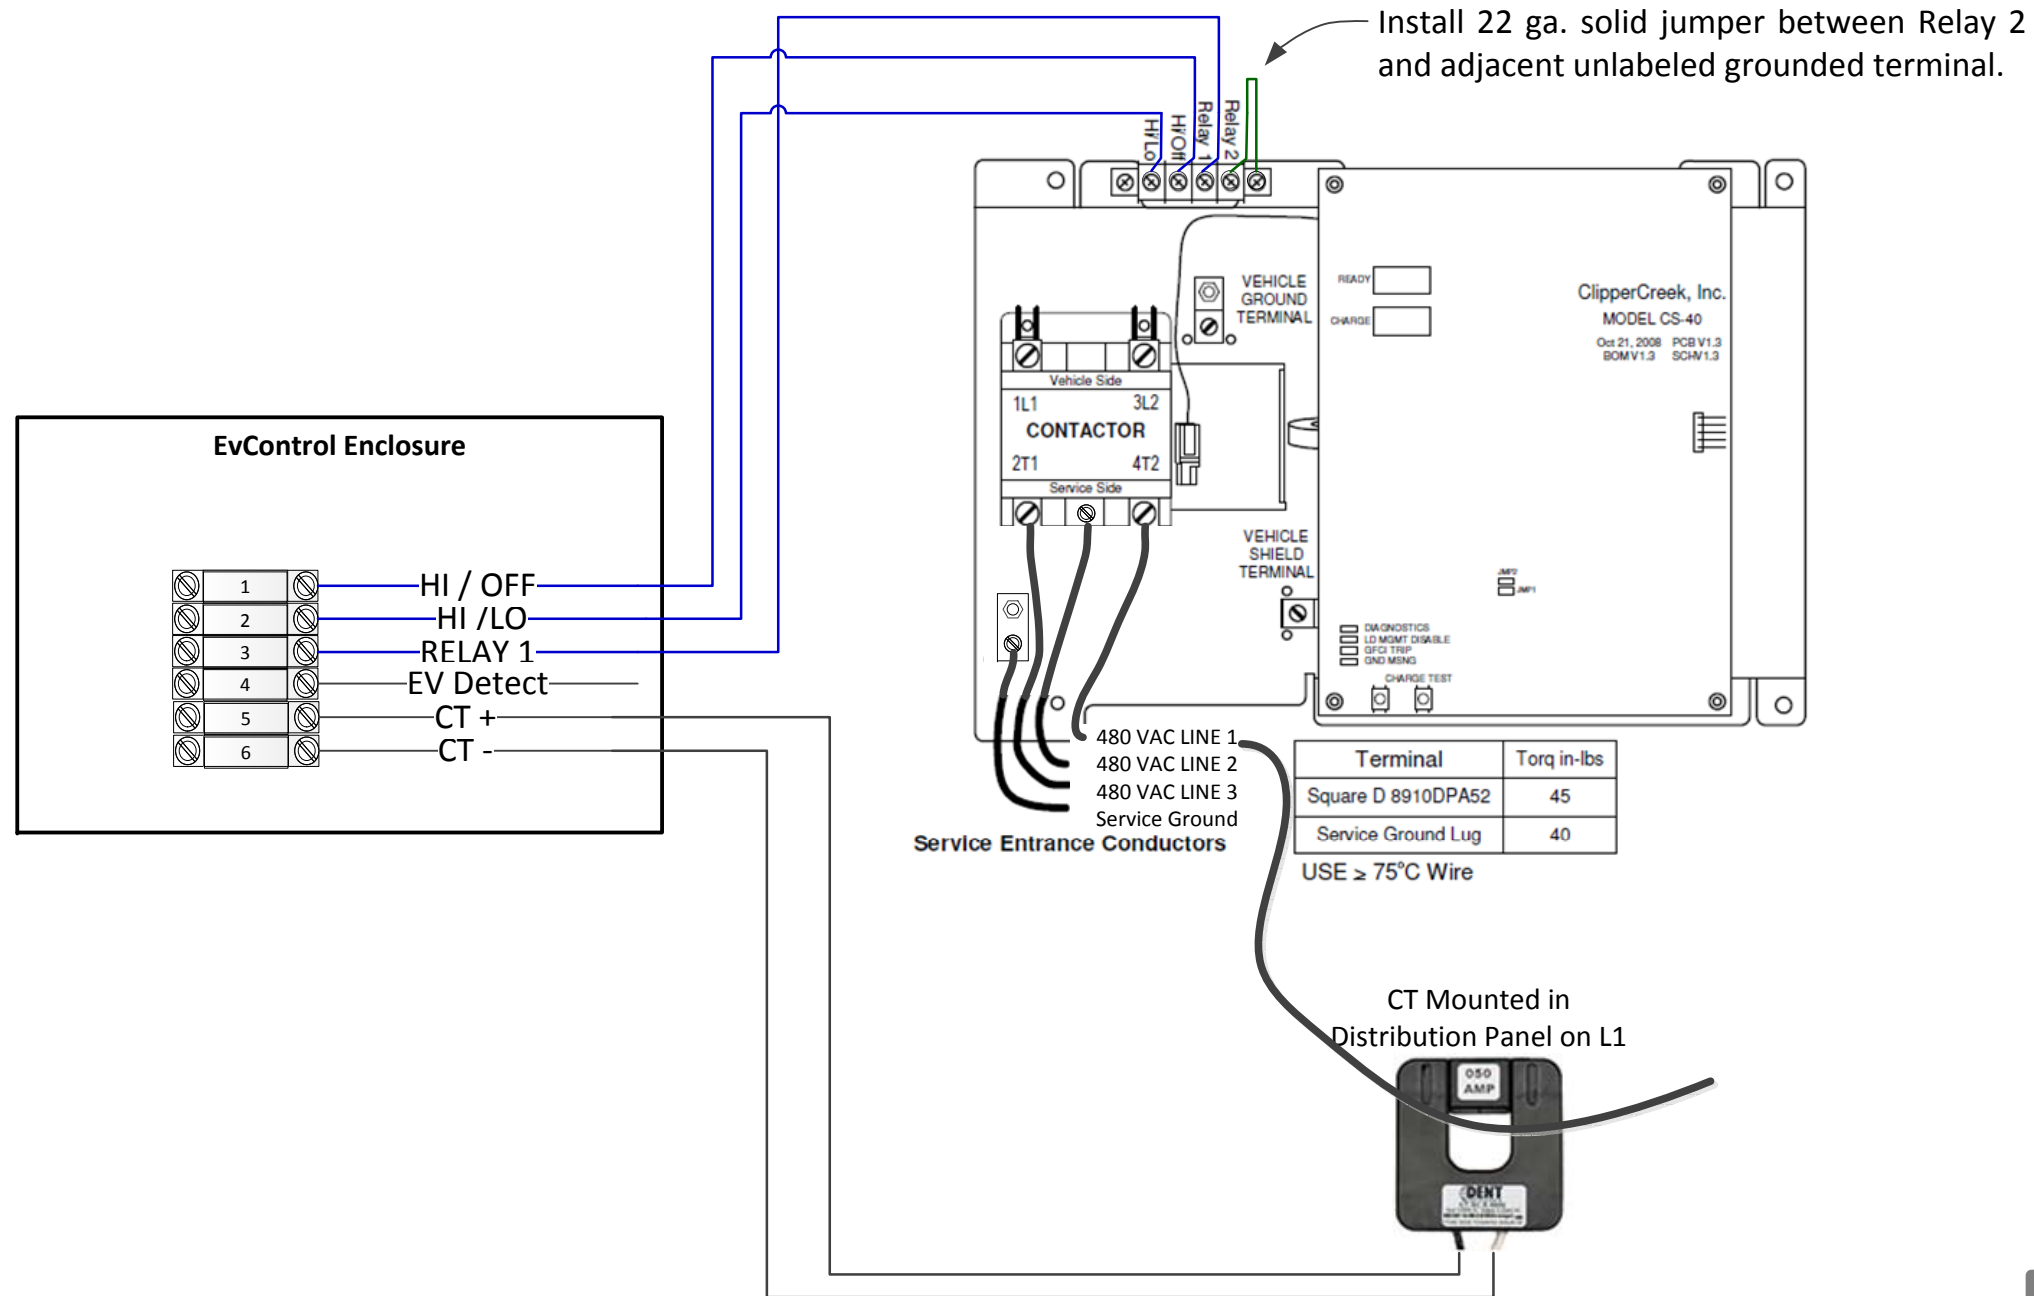 Install 22 ga. solid jumper between Relay 2
and adjacent unlabeled grounded terminal.
Hi/Lo
Hi/Off
Relay 1
Relay 2
VEHICLE
GROUND
TERMINAL
READY
CHARGE
ClipperCreek, Inc.
MODEL CS-40
Oct 21, 2008 PCB V1.3
BOM V1.3 SCHV1.3
Vehicle Side
1L1 3L2
CONTACTOR
2T1 4T2
Service Side
VEHICLE
SHIELD
TERMINAL
JMP2
JMP1
DIAGNOSTICS
LD MGMT DISABLE
GFCI TRIP
GND MSNG
CHARGE TEST
EvControl Enclosure
1 HI / OFF
2 HI /LO
3 RELAY 1
4 EV Detect
5 CT +
6 CT -
480 VAC LINE 1
480 VAC LINE 2
480 VAC LINE 3
Service Ground
Service Entrance Conductors
Terminal Torq in-lbs
Square D 8910DPA52 45
Service Ground Lug 40
USE ≥ 75°C Wire
CT Mounted in
Distribution Panel on L1
050
AMP
DENT